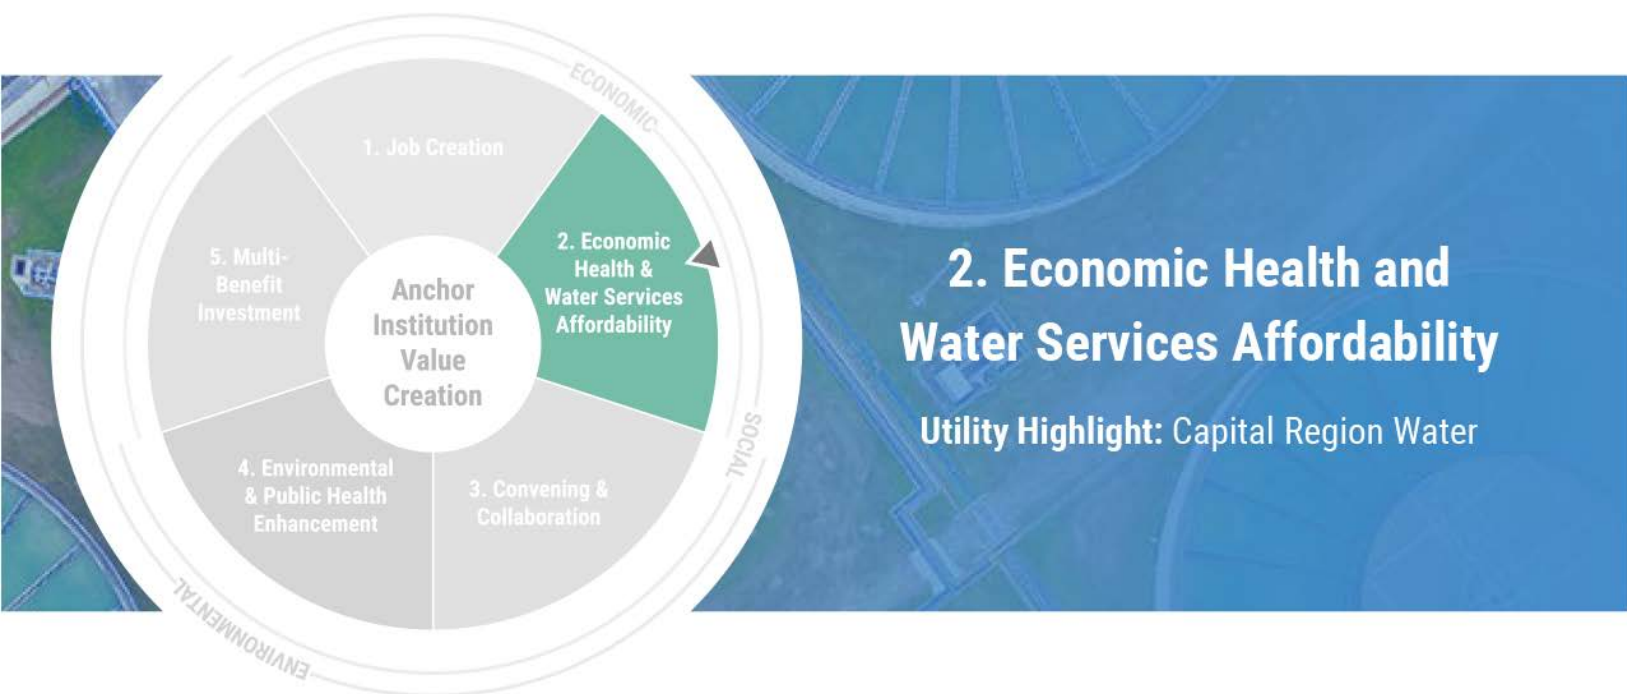 ECONOMIC
1. Job Creation
2. Economic
Health &
Water Services
Affordability
3. Convening &
Collaboration
4. Environmental
& Public Health
Enhancement
5. Multi-
Benefit
Investment
Anchor
Institution
Value
Creation
SOCIAL
ENVIRONMENTAL
2. Economic Health and
Water Services Affordability
Utility Highlight: Capital Region Water